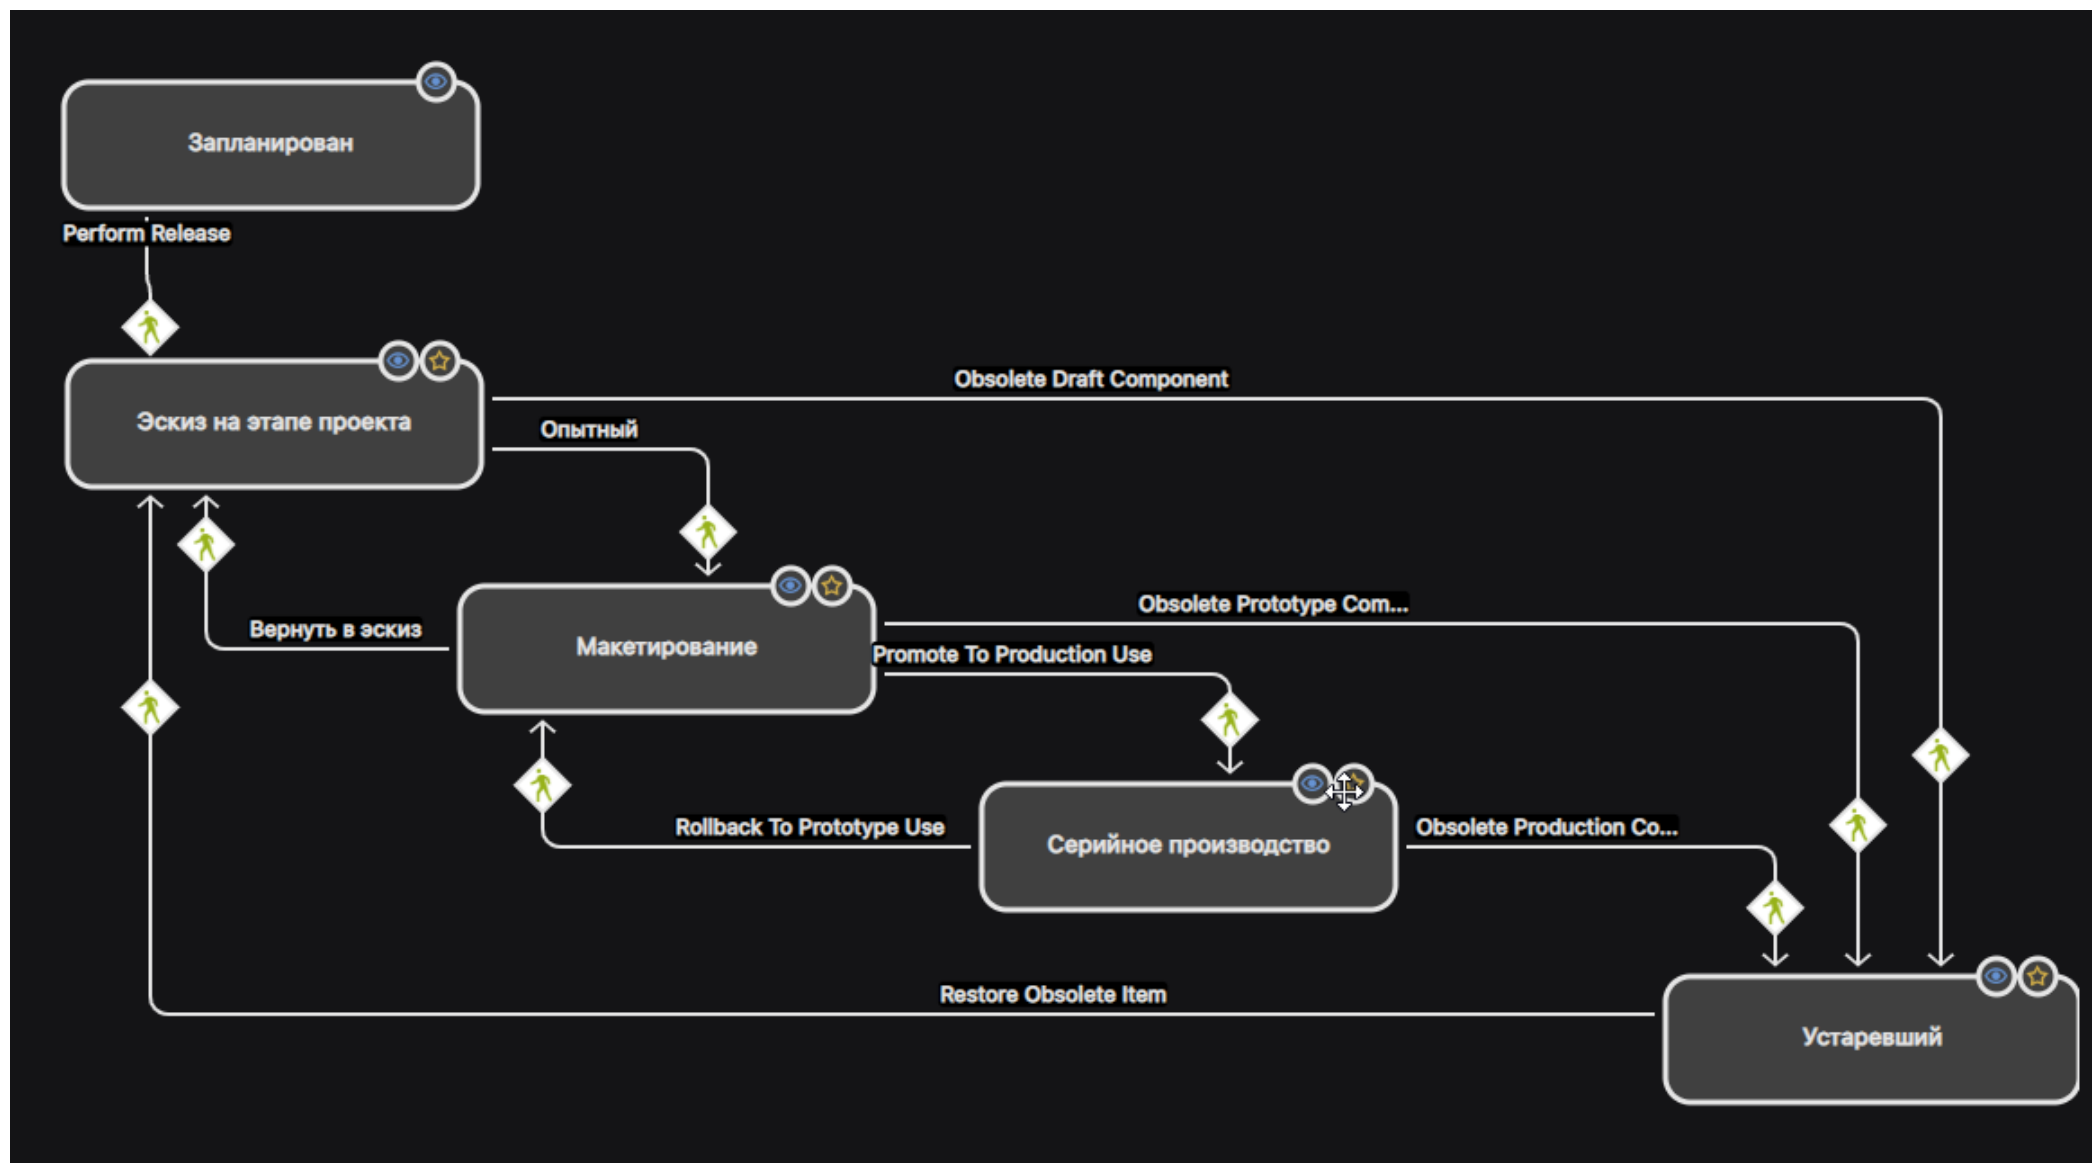 Запланирован
Perform Release
Эскиз на этапе проекта
Obsolete Draft Component
Опытный
Вернуть в эскиз
Макетирование
Obsolete Prototype Com...
Promote To Production Use
Rollback To Prototype Use
Серийное производство
Obsolete Production Co...
Restore Obsolete Item
Устаревший